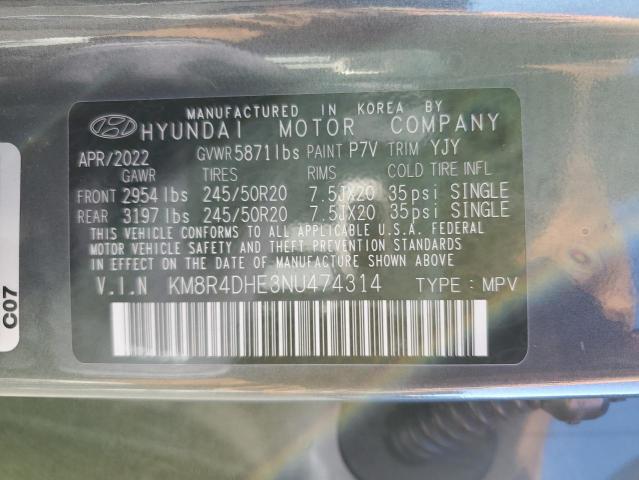 MANUFACTURED IN KOREA BY
HYUNDAI MOTOR COMPANY
APR/2022 GVWR 5871lbs PAINT P7V TRIM YJY
GAWR TIRES RIMS COLD TIRE INFL
FRONT 2954 lbs 245/50R20 7.5JX20 35psi SINGLE
REAR 3197 lbs 245/50R20 7.5JX20 35psi SINGLE
THIS VEHICLE CONFORMS TO ALL APPLICABLE U.S.A. FEDERAL
MOTOR VEHICLE SAFETY AND THEFT PREVENTION STANDARDS
IN EFFECT ON THE DATE OF MANUFACTURE SHOWN ABOVE
V.I.N KM8R4DHE3NU474314 TYPE : MPV
C07